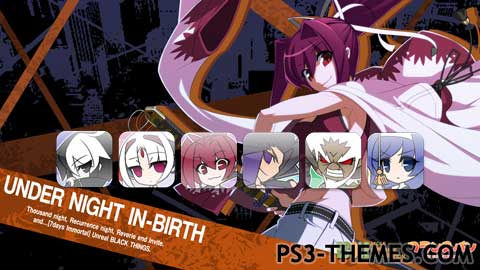 UNDER NIGHT IN-BIRTH
Thousand night, Recurrence night, Reverie and Invite.
and...[7days Immortal] Unreal BLACK THINGS.
PS3-THEMES.COM